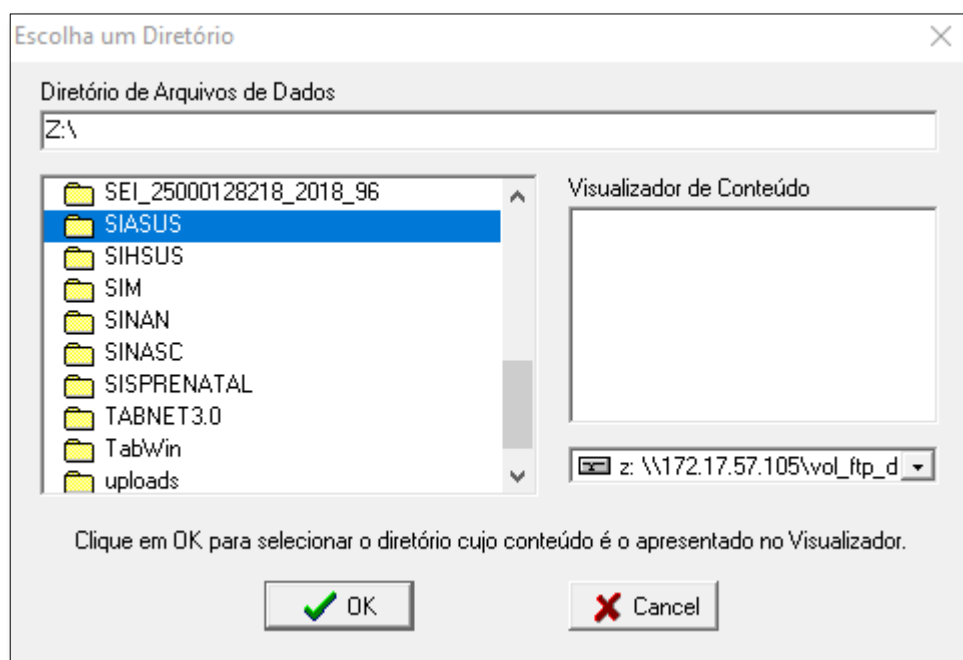 Escolha um Diretório
Diretório de Arquivos de Dados
Z:\
SEI_25000128218_2018_96
SIASUS
SIHSUS
SIM
SINAN
SINASC
SISPRENATAL
TABNET3.0
TabWin
uploads
Visualizador de Conteúdo
z: \\172.17.57.105\vol_ftp_d
Clique em OK para selecionar o diretório cujo conteúdo é o apresentado no Visualizador.
OK
Cancel